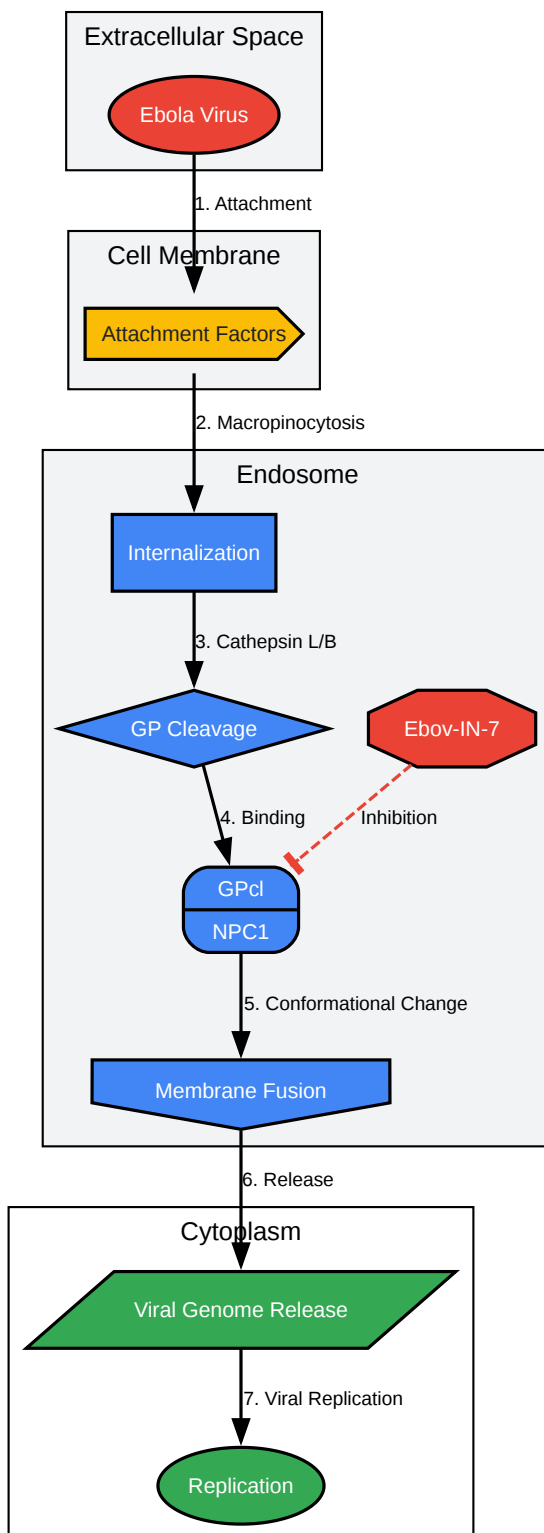 Extracellular Space
Ebola Virus
1. Attachment
Cell Membrane
Attachment Factors
2. Macropinocytosis
Endosome
Internalization
3. Cathepsin L/B
GP Cleavage
Ebov-IN-7
4. Binding
Inhibition
GPcl
NPC1
5. Conformational Change
Membrane Fusion
6. Release
Cytoplasm
Viral Genome Release
7. Viral Replication
Replication